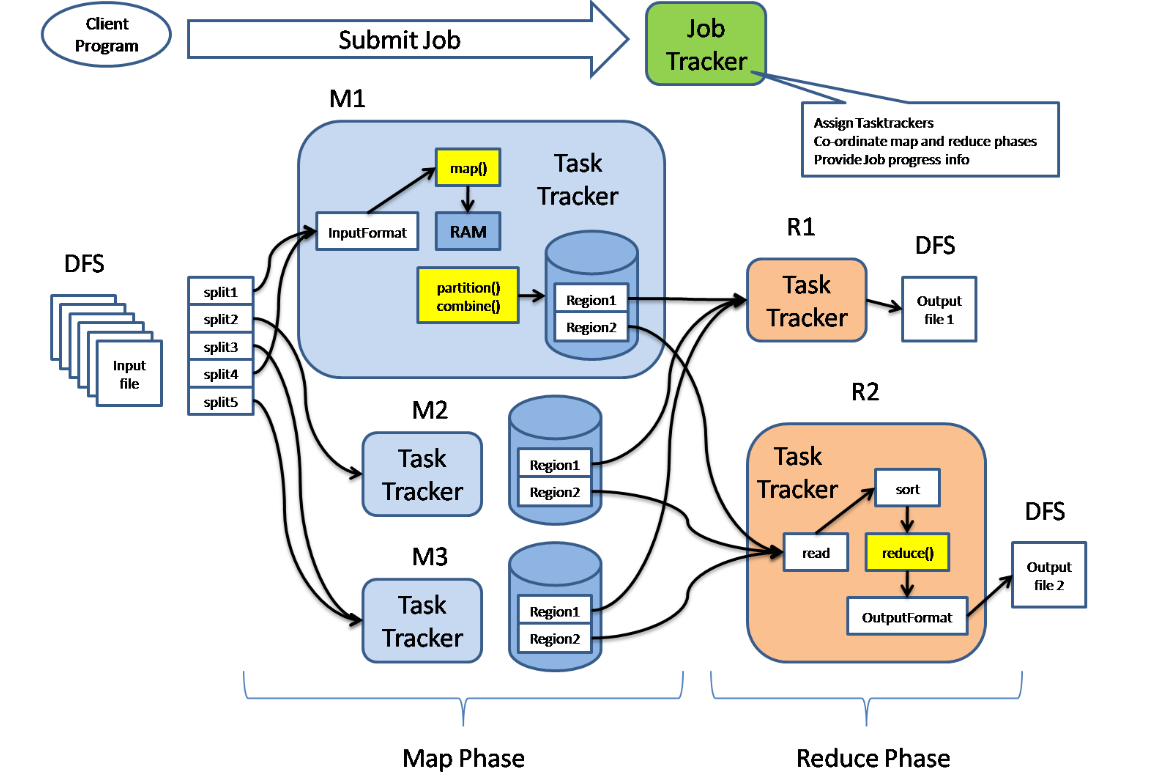 Client
Program
Submit Job
Job
Tracker
Assign Tasktrackers
Co-ordinate map and reduce phases
Provide Job progress info
M1
Task
Tracker
map()
InputFormat
RAM
partition()
combine()
Region1
Region2
DFS
Input
file
split1
split2
split3
split4
split5
M2
Task
Tracker
Region1
Region2
M3
Task
Tracker
Region1
Region2
R1
Task
Tracker
DFS
Output
file 1
R2
Task
Tracker
sort
read
reduce()
OutputFormat
DFS
Output
file 2
Map Phase
Reduce Phase